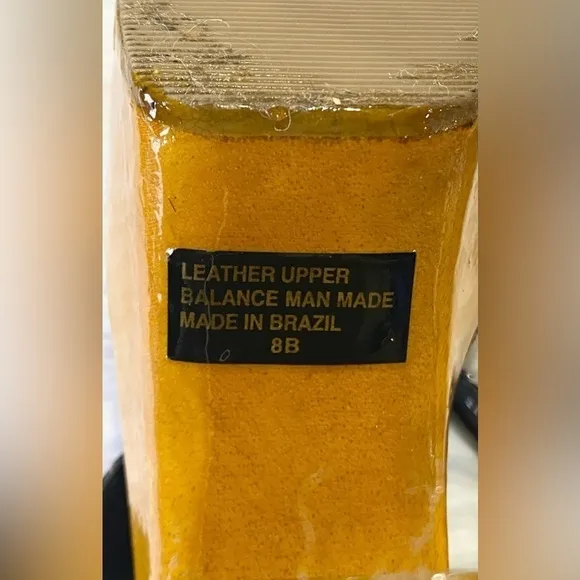 LEATHER UPPER
BALANCE MAN MADE
MADE IN BRAZIL
8B